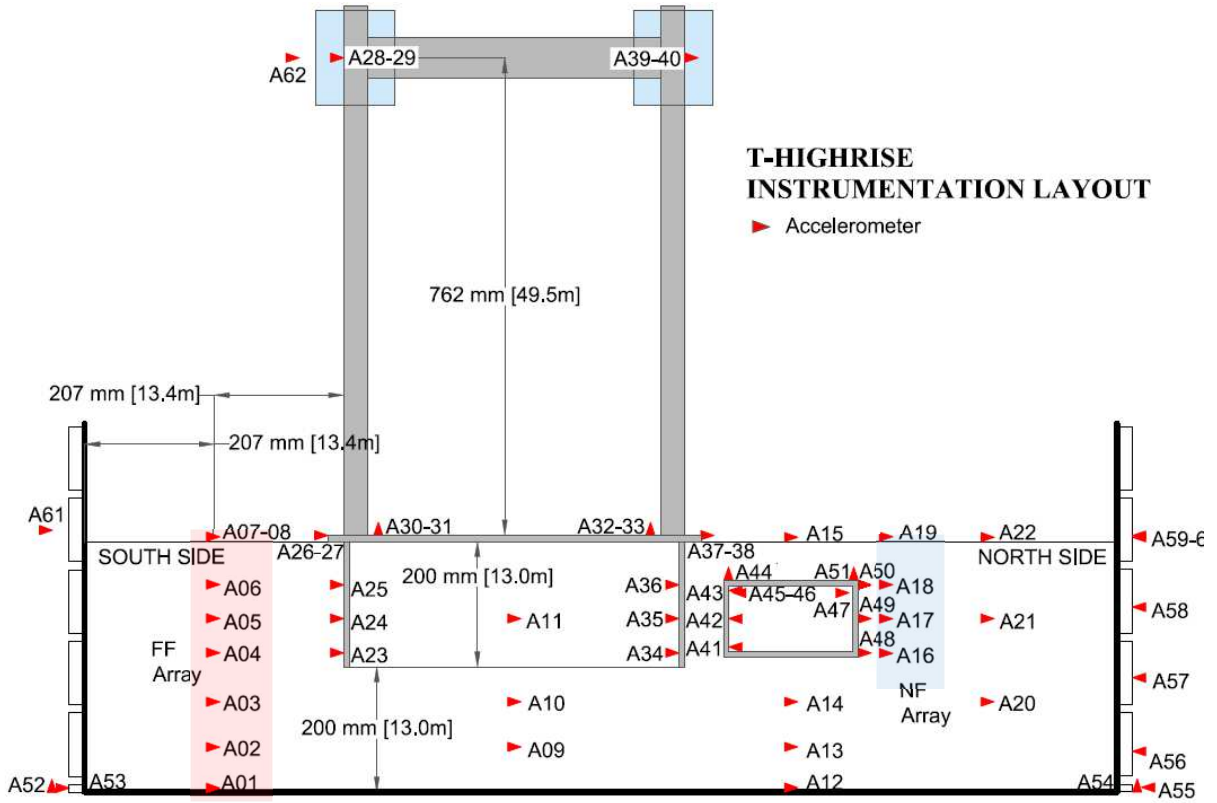 A28-29
A39-40
A62
T-HIGHRISE
INSTRUMENTATION LAYOUT
Accelerometer
762 mm [49.5m]
207 mm [13.4m]
207 mm [13.4m]
A61
A07-08
A30-31
A32-33
A15
A19
A22
A59-6
SOUTH SIDE
A26-27
A37-38
NORTH SIDE
200 mm [13.0m]
A44
A51
A50
A06
A25
A36
A43
A45-46
A18
A58
A47
A49
A05
A24
A11
A35
A42
A17
A21
A48
FF
Array
A04
A23
A34
A41
A16
A57
NF
Array
A03
A10
A14
A20
200 mm [13.0m]
A02
A09
A13
A56
A52
A53
A01
A12
A54
A55